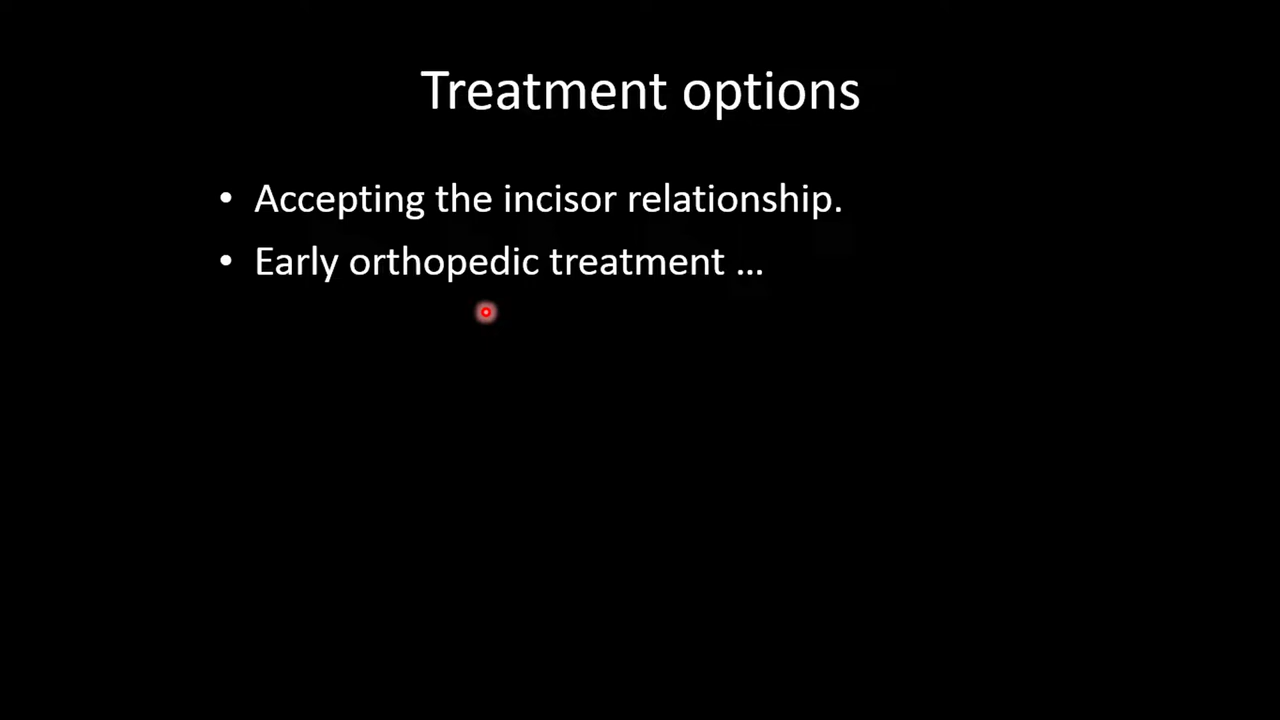 Treatment options
• Accepting the incisor relationship.
• Early orthopedic treatment …